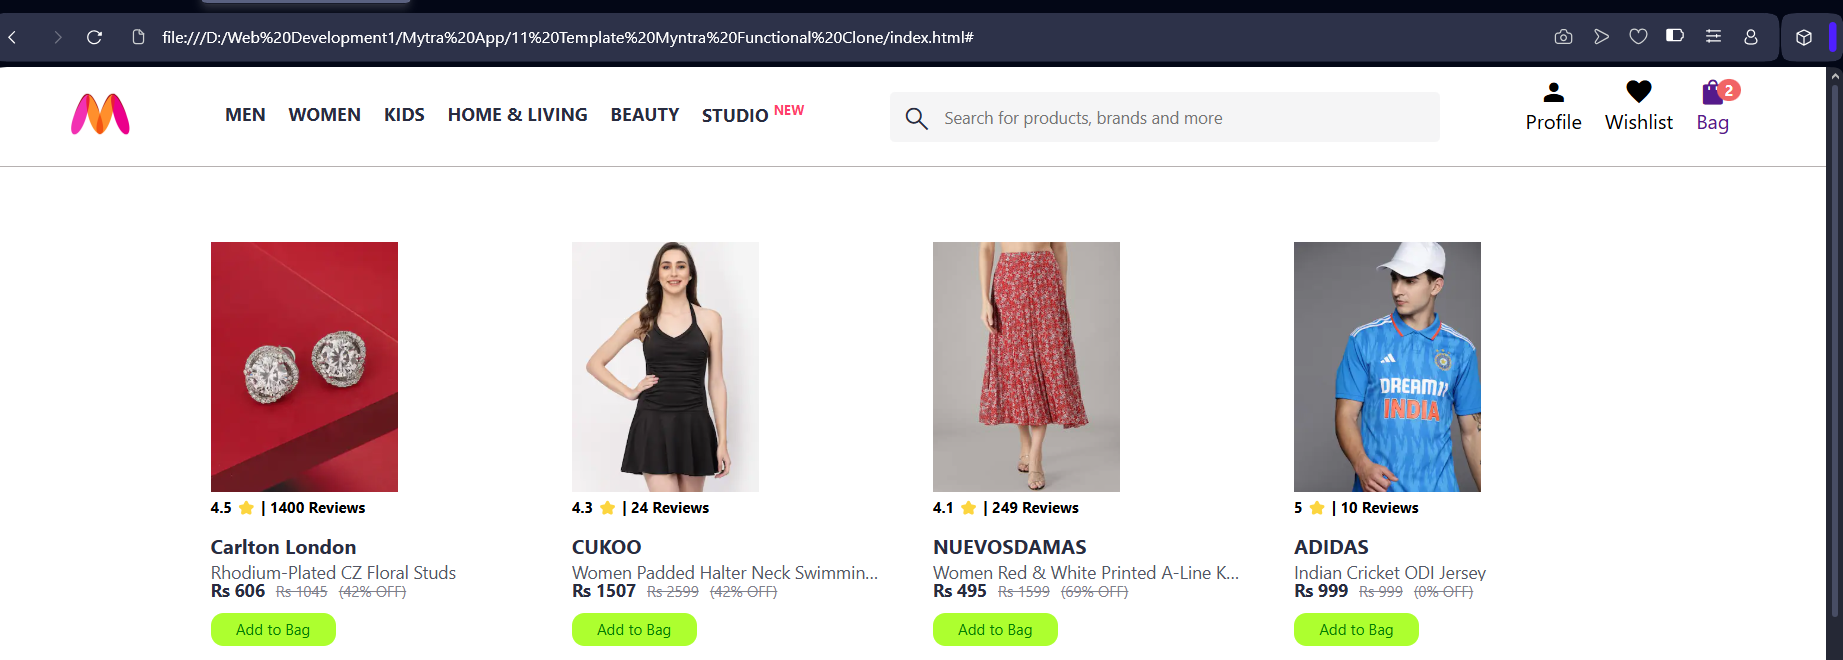 file:///D:/Web%20Development1/Mytra%20App/11%20Template%20Myntra%20Functional%20Clone/index.html#
MEN WOMEN KIDS HOME & LIVING BEAUTY STUDIO NEW
Search for products, brands and more
Profile
Wishlist
2
Bag
4.5 ⭐ | 1400 Reviews
Carlton London
Rhodium-Plated CZ Floral Studs
Rs 606 Rs 1045 (42% OFF)
Add to Bag
4.3 ⭐ | 24 Reviews
CUKOO
Women Padded Halter Neck Swimmin...
Rs 1507 Rs 2599 (42% OFF)
Add to Bag
4.1 ⭐ | 249 Reviews
NUEVOSDAMAS
Women Red & White Printed A-Line K...
Rs 495 Rs 1599 (69% OFF)
Add to Bag
DREAM11
INDIA
5 ⭐ | 10 Reviews
ADIDAS
Indian Cricket ODI Jersey
Rs 999 Rs 999 (0% OFF)
Add to Bag